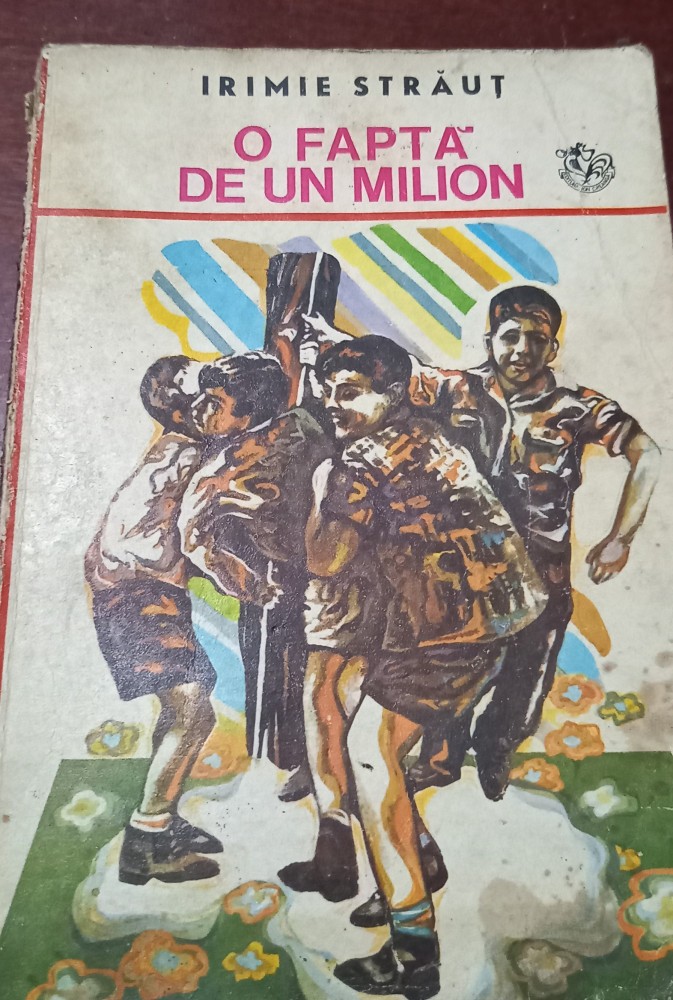 IRIMIE STRĂUȚ
O FAPTĂ
DE UN MILION